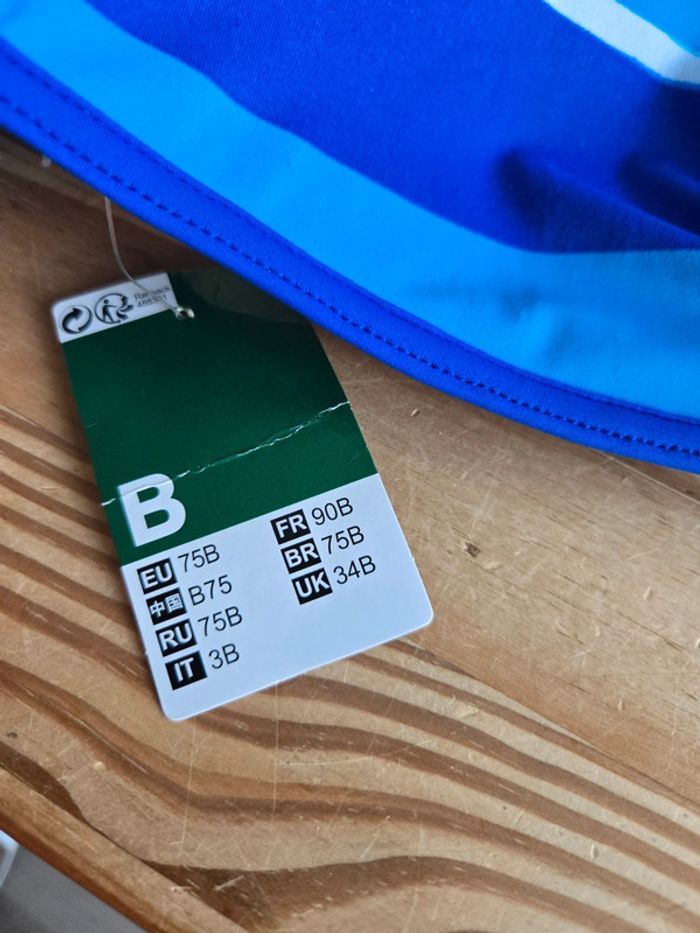 B
EU 75B
中国 B75
RU 75B
IT 3B
FR 90B
BR 75B
UK 34B